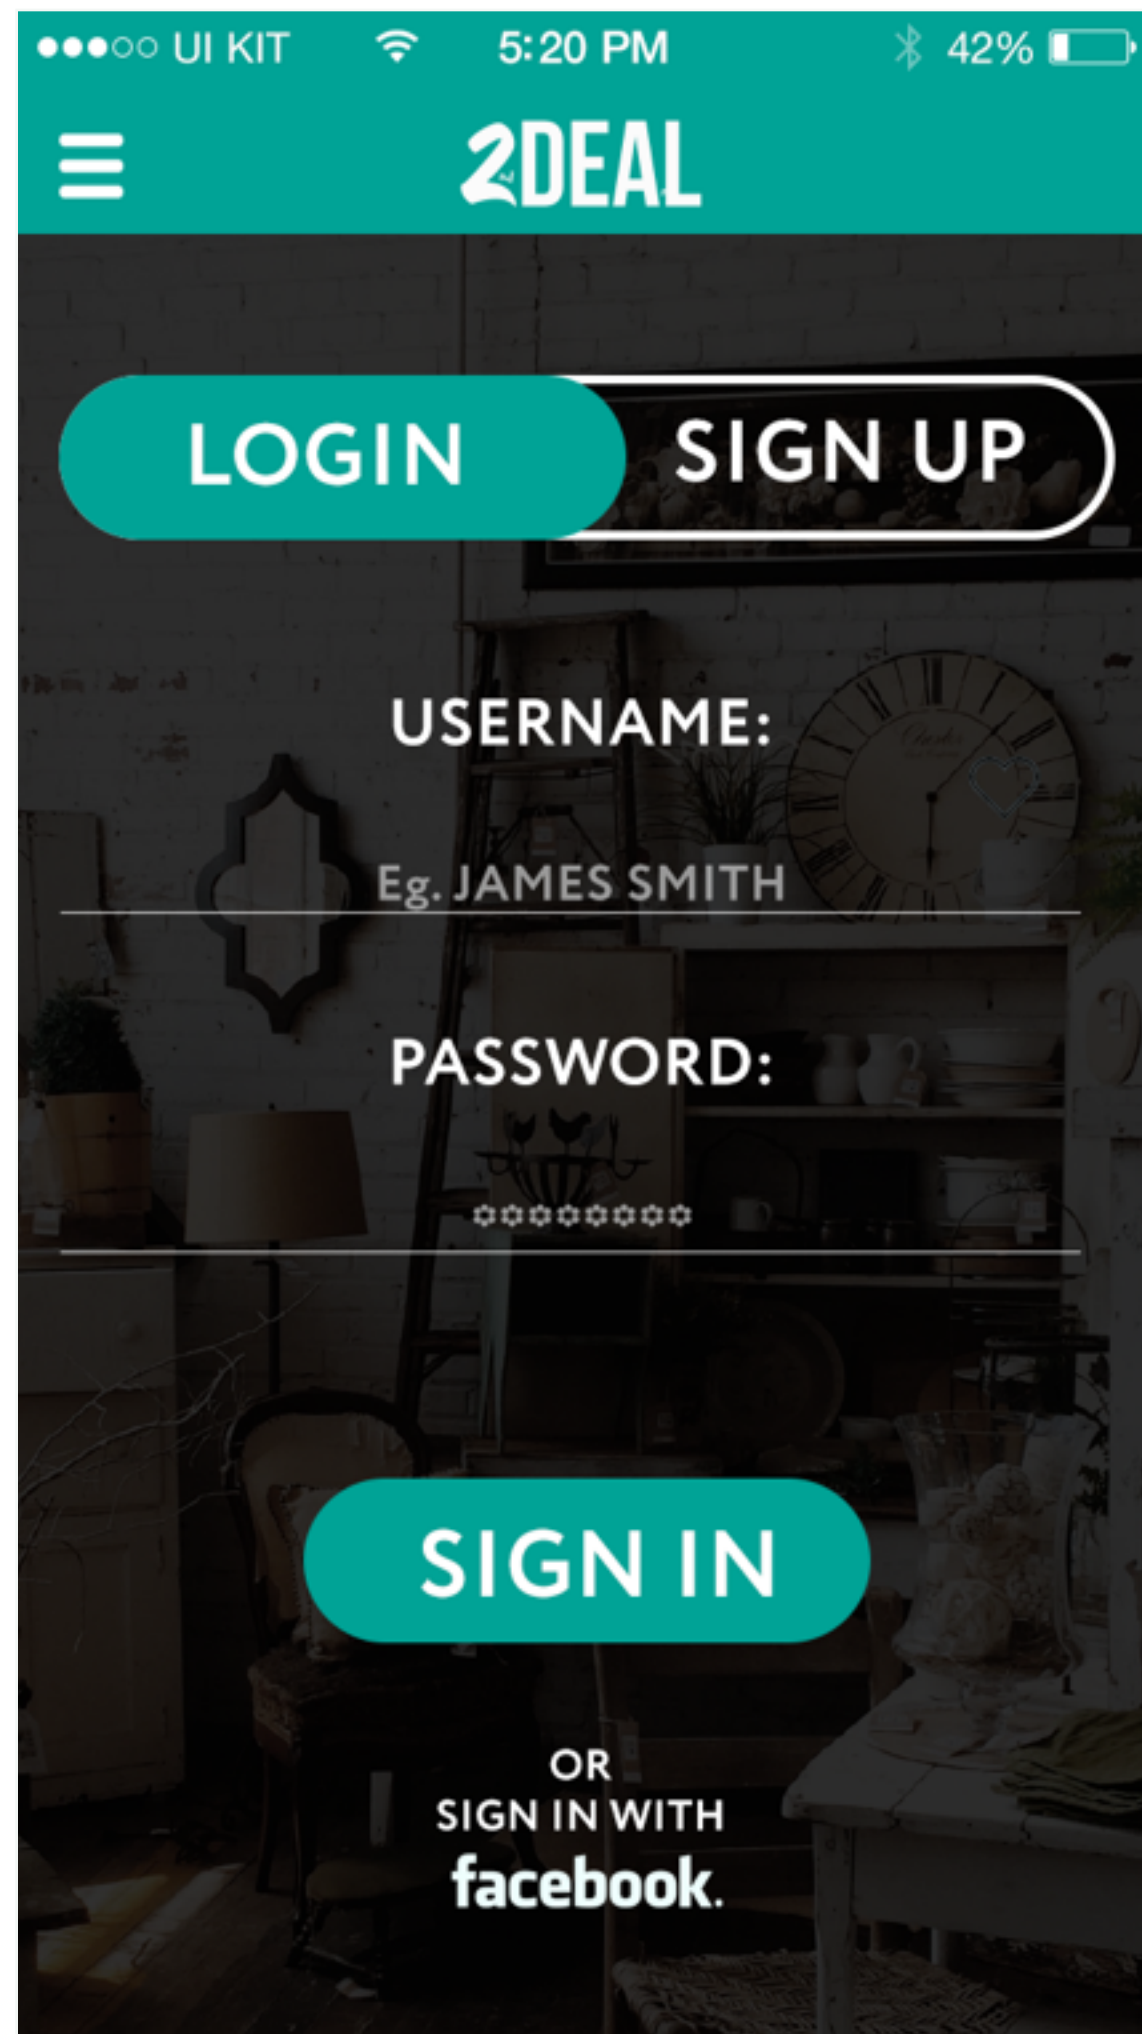 UI KIT 5:20 PM 42%
2DEAL
LOGIN SIGN UP
USERNAME:
Eg. JAMES SMITH
PASSWORD:
SIGN IN
OR
SIGN IN WITH
facebook.